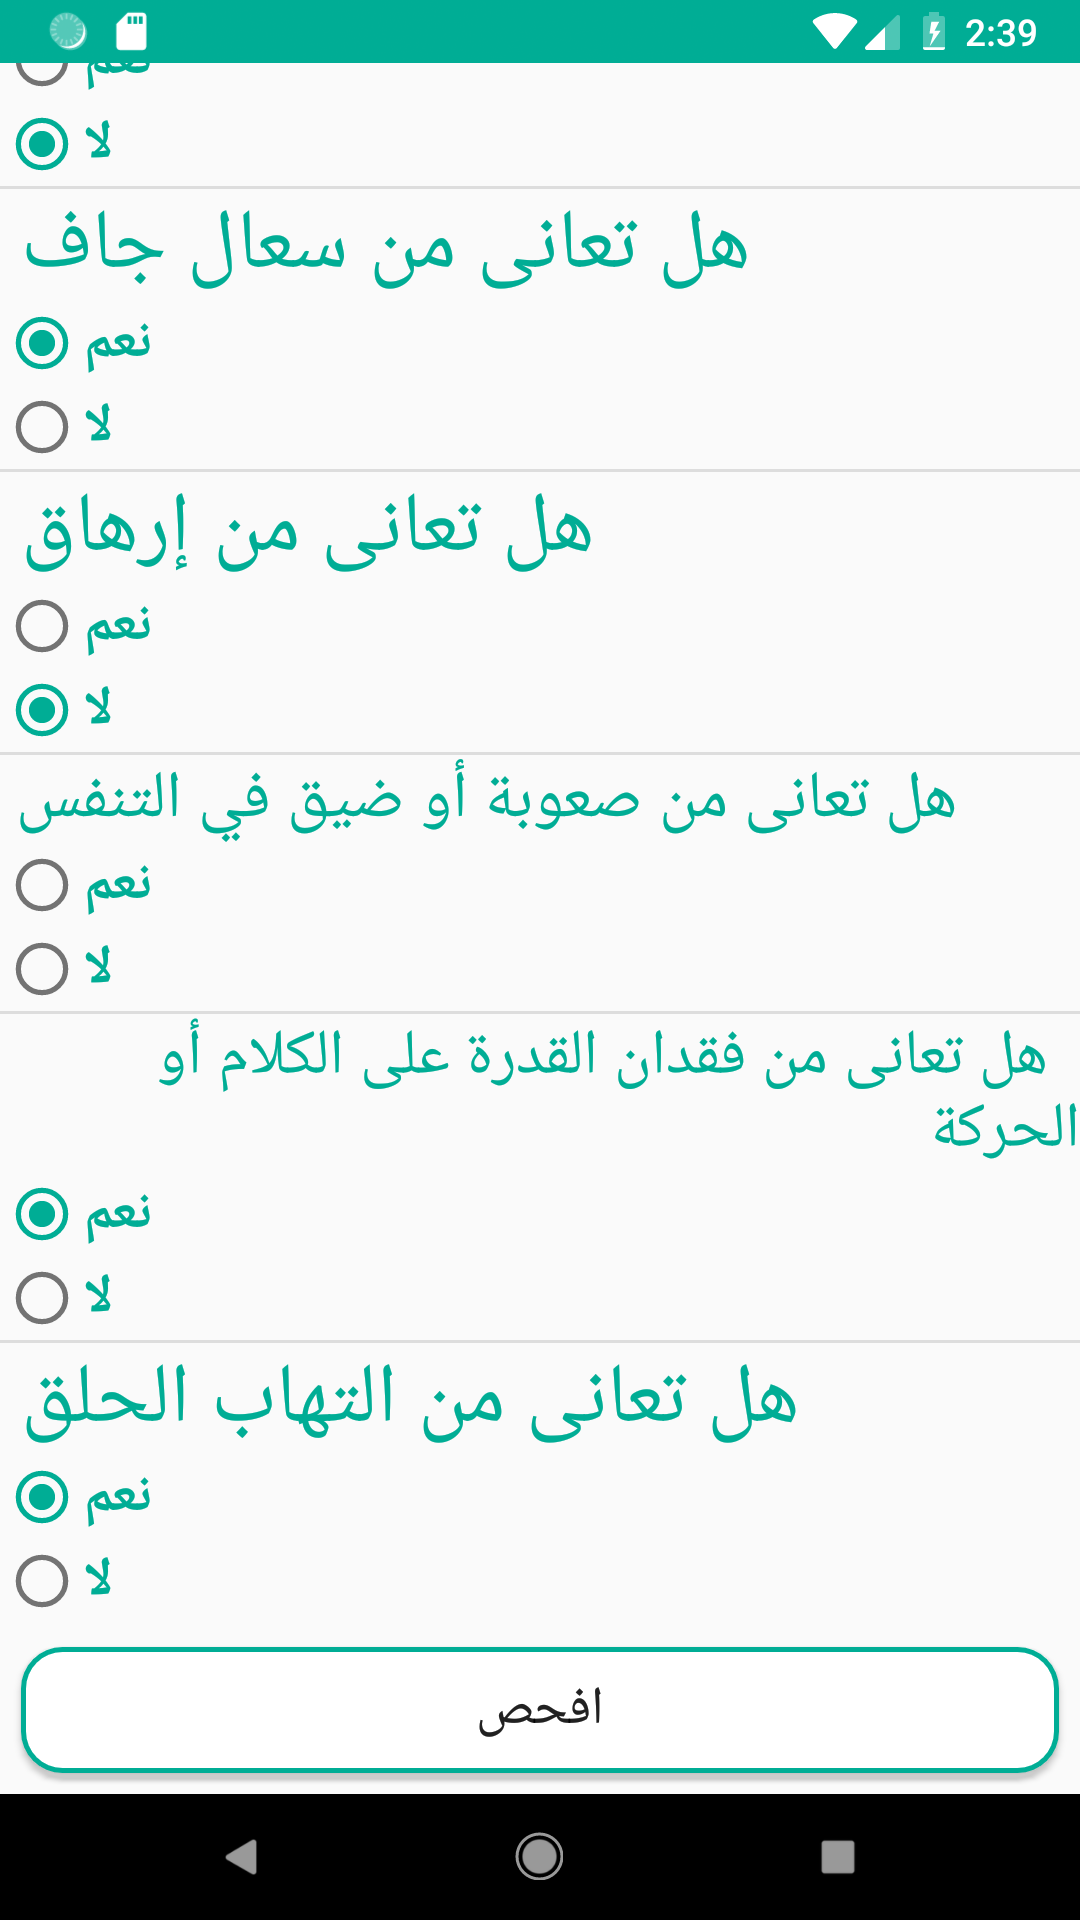 2:39
نعم
لا
هل تعانى من سعال جاف
نعم
لا
هل تعانى من إرهاق
نعم
لا
هل تعانى من صعوبة أو ضيق في التنفس
نعم
لا
هل تعانى من فقدان القدرة على الكلام أو
الحركة
نعم
لا
هل تعانى من التهاب الحلق
نعم
لا
افحص